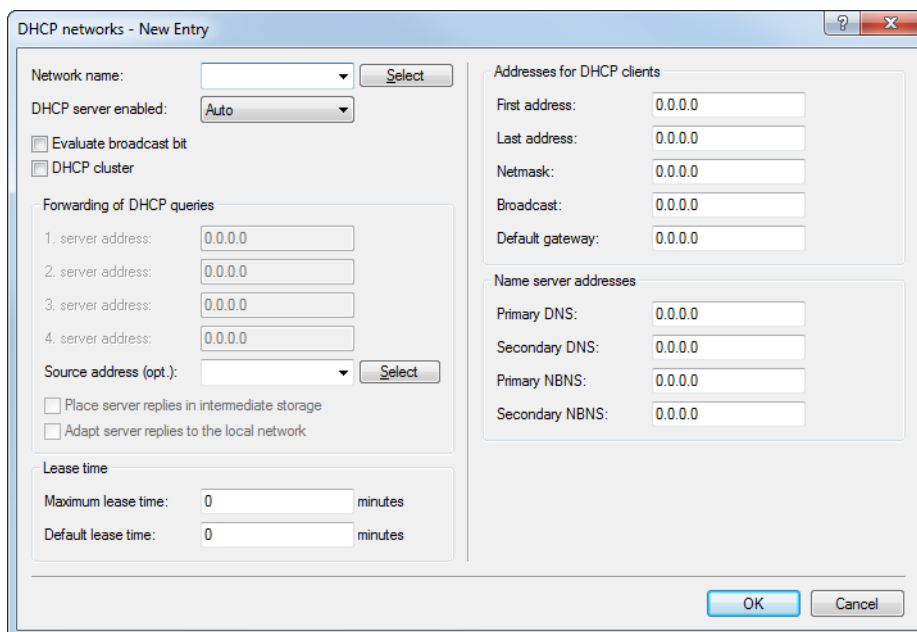 DHCP networks - New Entry
Network name:
Select
DHCP server enabled:
Auto
Evaluate broadcast bit
DHCP cluster
Forwarding of DHCP queries
1. server address:
0.0.0.0
2. server address:
0.0.0.0
3. server address:
0.0.0.0
4. server address:
0.0.0.0
Source address (opt.):
Select
Place server replies in intermediate storage
Adapt server replies to the local network
Lease time
Maximum lease time:
0
minutes
Default lease time:
0
minutes
Addresses for DHCP clients
First address:
0.0.0.0
Last address:
0.0.0.0
Netmask:
0.0.0.0
Broadcast:
0.0.0.0
Default gateway:
0.0.0.0
Name server addresses
Primary DNS:
0.0.0.0
Secondary DNS:
0.0.0.0
Primary NBNS:
0.0.0.0
Secondary NBNS:
0.0.0.0
OK
Cancel